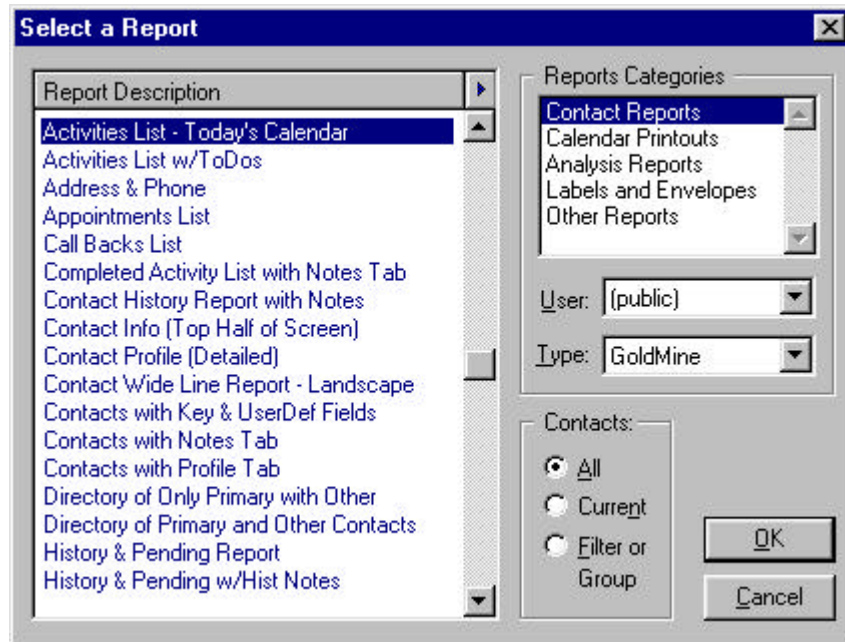 Select a Report
Report Description
Activities List - Today's Calendar
Activities List w/ToDos
Address & Phone
Appointments List
Call Backs List
Completed Activity List with Notes Tab
Contact History Report with Notes
Contact Info (Top Half of Screen)
Contact Profile (Detailed)
Contact Wide Line Report - Landscape
Contacts with Key & UserDef Fields
Contacts with Notes Tab
Contacts with Profile Tab
Directory of Only Primary with Other
Directory of Primary and Other Contacts
History & Pending Report
History & Pending w/Hist Notes
Reports Categories
Contact Reports
Calendar Printouts
Analysis Reports
Labels and Envelopes
Other Reports
User: (public)
Type: GoldMine
Contacts:
All
Current
Filter or
Group
OK
Cancel